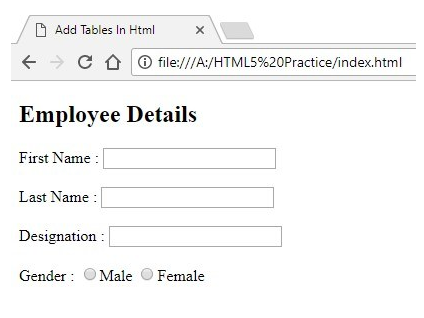 Add Tables In Html
file:///A:/HTML5%20Practice/index.html
Employee Details
First Name :
Last Name :
Designation :
Gender : Male Female